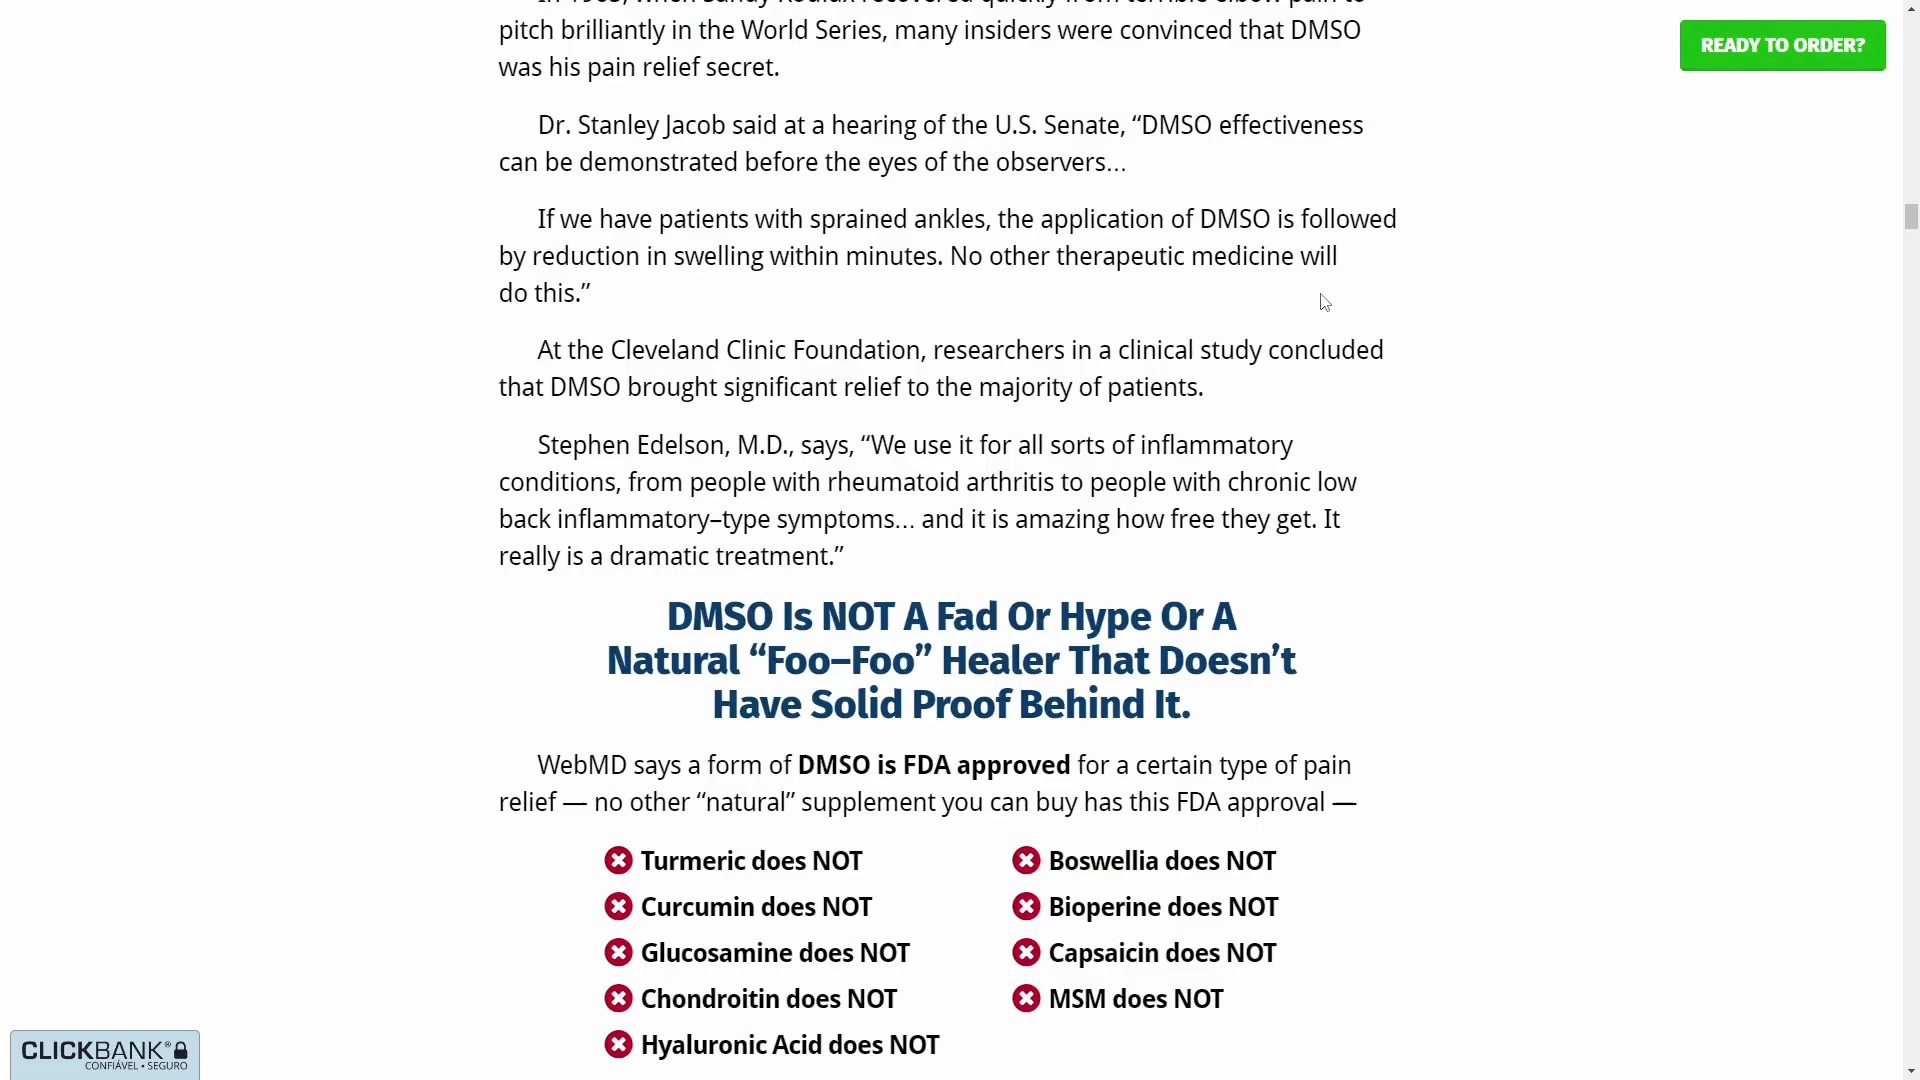 pitch brilliantly in the World Series, many insiders were convinced that DMSO
was his pain relief secret.
READY TO ORDER?
Dr. Stanley Jacob said at a hearing of the U.S. Senate, “DMSO effectiveness
can be demonstrated before the eyes of the observers…
If we have patients with sprained ankles, the application of DMSO is followed
by reduction in swelling within minutes. No other therapeutic medicine will
do this.”
At the Cleveland Clinic Foundation, researchers in a clinical study concluded
that DMSO brought significant relief to the majority of patients.
Stephen Edelson, M.D., says, “We use it for all sorts of inflammatory
conditions, from people with rheumatoid arthritis to people with chronic low
back inflammatory–type symptoms… and it is amazing how free they get. It
really is a dramatic treatment.”
DMSO Is NOT A Fad Or Hype Or A
Natural “Foo–Foo” Healer That Doesn’t
Have Solid Proof Behind It.
WebMD says a form of DMSO is FDA approved for a certain type of pain
relief — no other “natural” supplement you can buy has this FDA approval —
Turmeric does NOT
Curcumin does NOT
Glucosamine does NOT
Chondroitin does NOT
Hyaluronic Acid does NOT
Boswellia does NOT
Bioperine does NOT
Capsaicin does NOT
MSM does NOT
CLICKBANK®
CONFIÁVEL • SEGURO